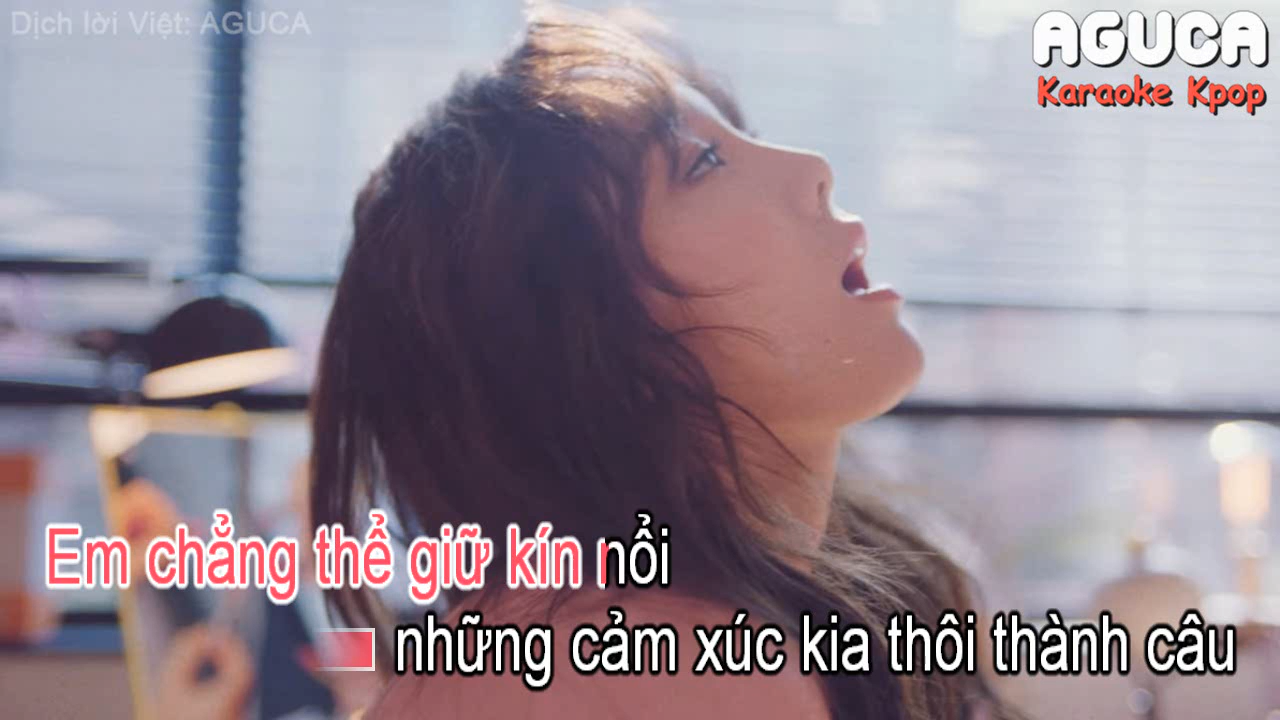 Dịch lời Việt: AGUCA
AGUCA
Karaoke Kpop
Em chẳng thể giữ kín nổi
những cảm xúc kia thôi thành câu